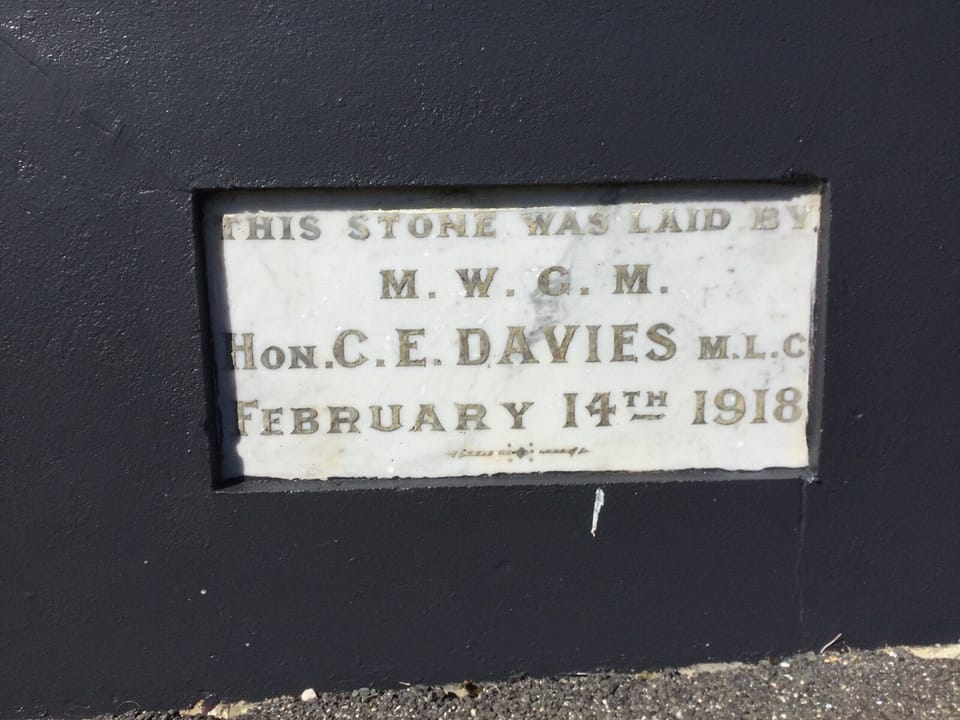 THIS STONE WAS LAID BY
M. W. G. M.
HON. C. E. DAVIES M.L.C
FEBRUARY 14TH 1918